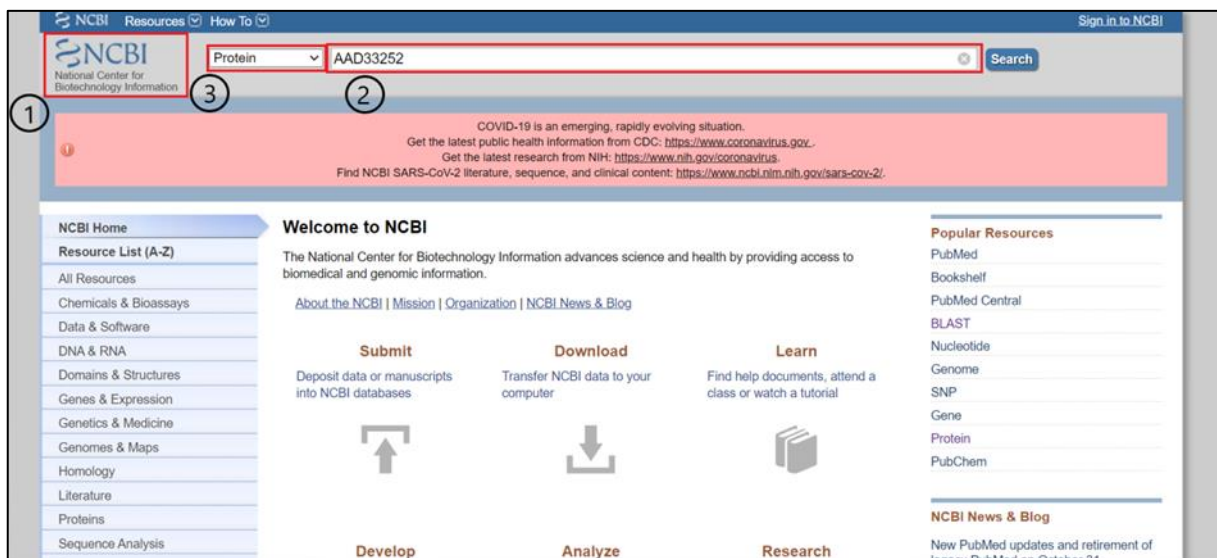 NCBI Resources How To Sign in to NCBI
NCBI
National Center for
Biotechnology Information
Protein AAD33252 Search
1 3 2
COVID-19 is an emerging, rapidly evolving situation.
Get the latest public health information from CDC: https://www.coronavirus.gov .
Get the latest research from NIH: https://www.nih.gov/coronavirus.
Find NCBI SARS-CoV-2 literature, sequence, and clinical content: https://www.ncbi.nlm.nih.gov/sars-cov-2/.
NCBI Home
Resource List (A-Z)
All Resources
Chemicals & Bioassays
Data & Software
DNA & RNA
Domains & Structures
Genes & Expression
Genetics & Medicine
Genomes & Maps
Homology
Literature
Proteins
Sequence Analysis
Welcome to NCBI
The National Center for Biotechnology Information advances science and health by providing access to
biomedical and genomic information.
About the NCBI | Mission | Organization | NCBI News & Blog
Submit
Deposit data or manuscripts
into NCBI databases
Download
Transfer NCBI data to your
computer
Learn
Find help documents, attend a
class or watch a tutorial
Develop
Analyze
Research
Popular Resources
PubMed
Bookshelf
PubMed Central
BLAST
Nucleotide
Genome
SNP
Gene
Protein
PubChem
NCBI News & Blog
New PubMed updates and retirement of